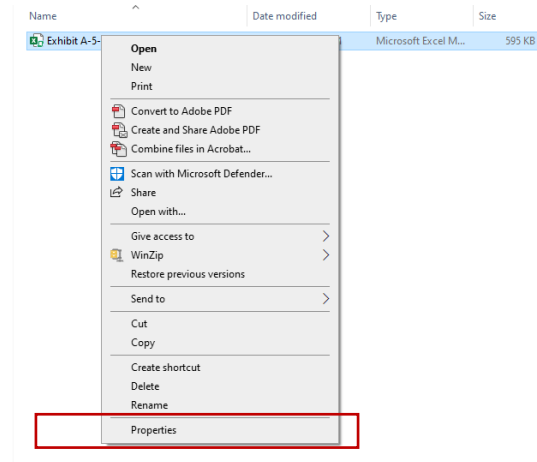 Name Date modified Type Size
Exhibit A-5- Microsoft Excel M... 595 KB
Open
New
Print
Convert to Adobe PDF
Create and Share Adobe PDF
Combine files in Acrobat...
Scan with Microsoft Defender...
Share
Open with...
Give access to
WinZip
Restore previous versions
Send to
Cut
Copy
Create shortcut
Delete
Rename
Properties